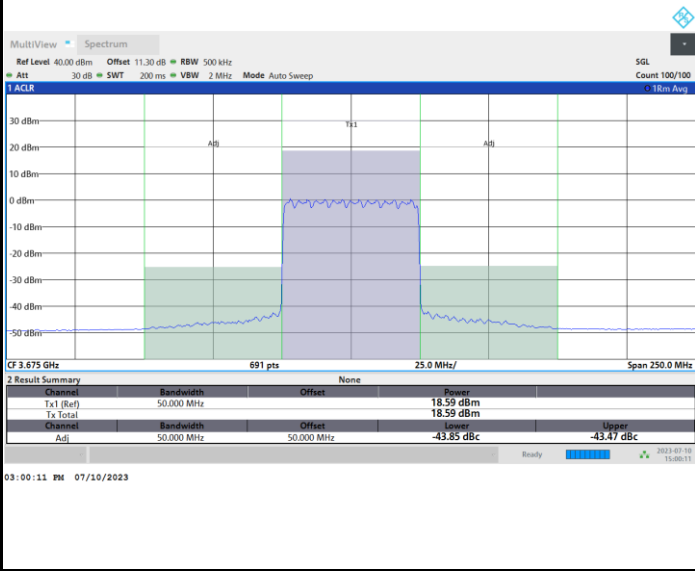 MultiView Spectrum
Ref Level 40.00 dBm Offset 11.30 dB RBW 500 kHz SGL
Att 30 dB SWT 200 ms VBW 2 MHz Mode Auto Sweep Count 100/100
1 ACLR 1Rm Avg
30 dBm
Tx1
20 dBm
Adj Adj
10 dBm
0 dBm
-10 dBm
-20 dBm
-30 dBm
-40 dBm
-50 dBm
CF 3.675 GHz 691 pts 25.0 MHz/ Span 250.0 MHz
2 Result Summary None
Channel Bandwidth Offset Power
Tx1 (Ref) 50.000 MHz 18.59 dBm
Tx Total 18.59 dBm
Channel Bandwidth Offset Lower Upper
Adj 50.000 MHz 50.000 MHz -43.85 dBc -43.47 dBc
Ready 2023-07-10
15:00:11
03:00:11 PM 07/10/2023